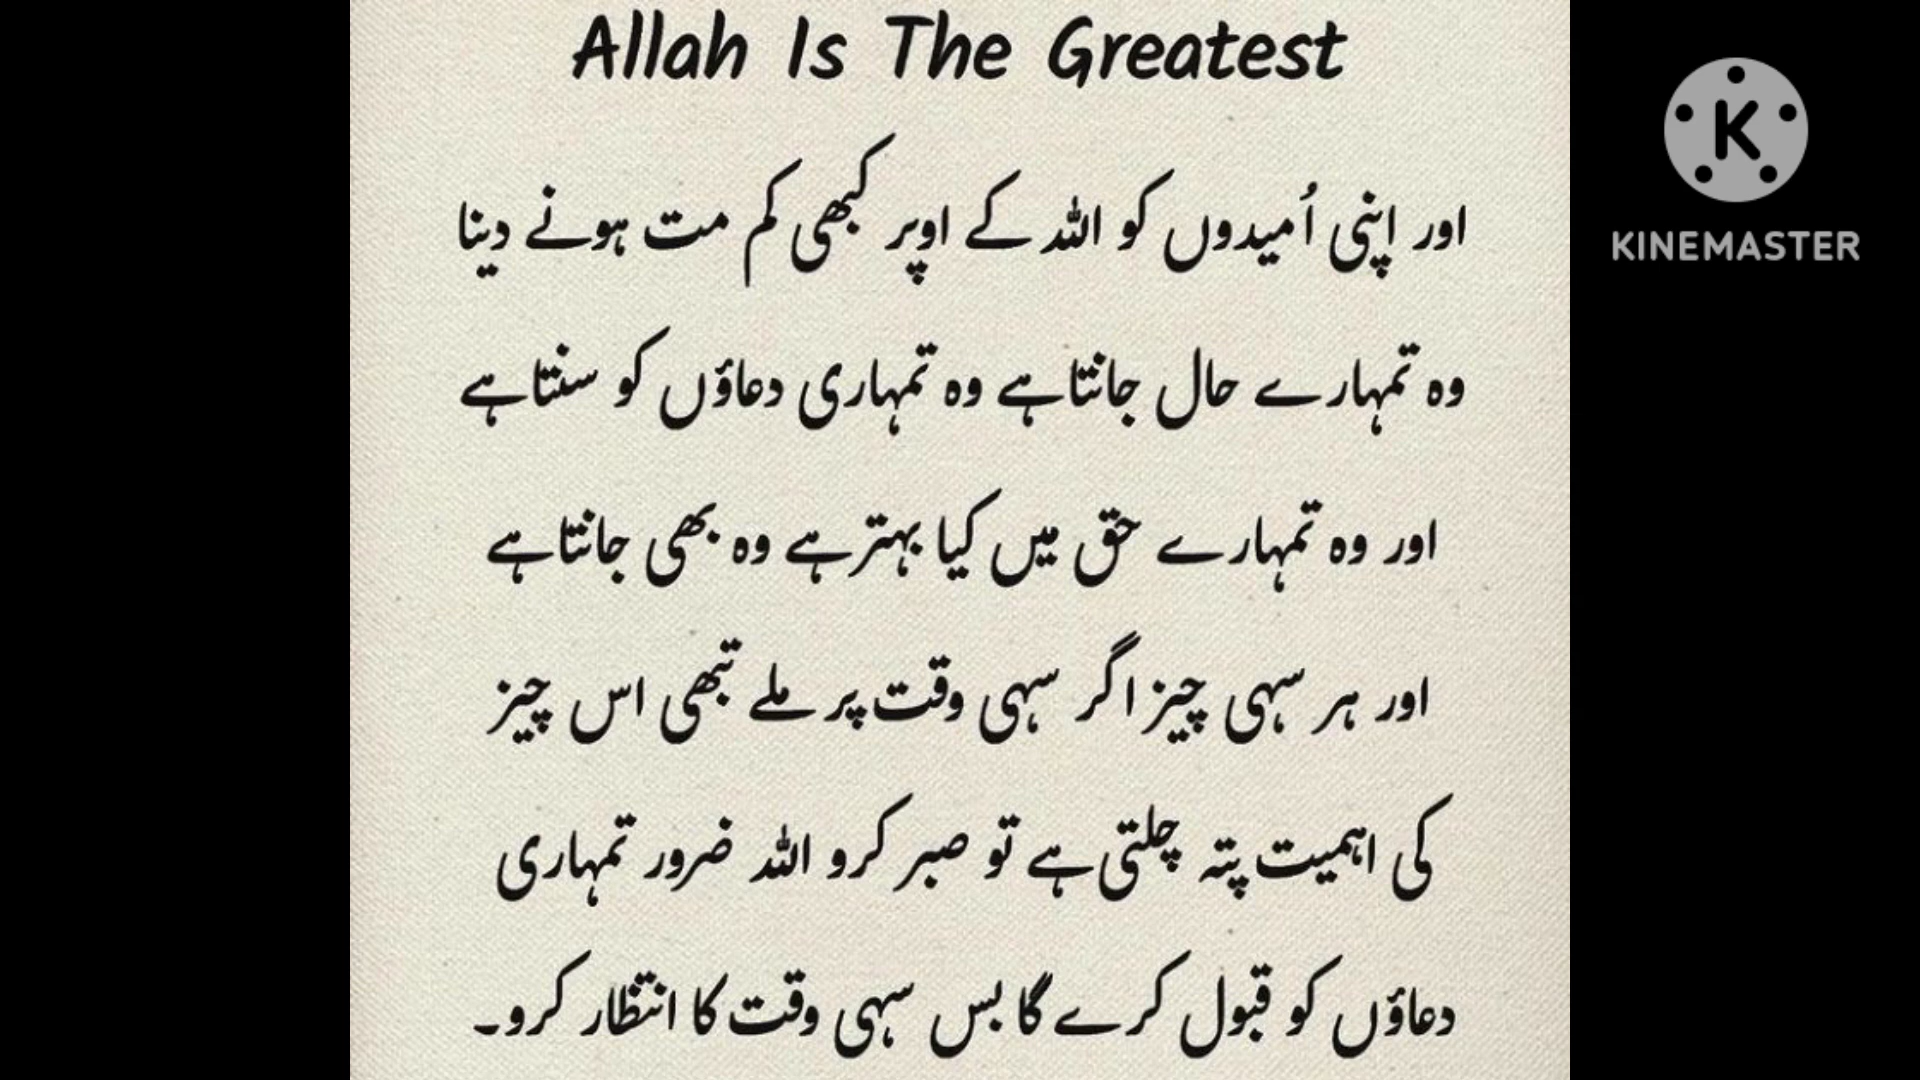 Allah Is The Greatest
اور اپنی اُمیدوں کو اللہ کے اوپر کبھی کم مت ہونے دینا
وہ تمہارے حال جانتا ہے وہ تمہاری دعاؤں کو سنتا ہے
اور وہ تمہارے حق میں کیا بہتر ہے وہ بھی جانتا ہے
اور ہر سہی چیز اگر سہی وقت پر ملے تبھی اس چیز
کی اہمیت پتہ چلتی ہے تو صبر کرو اللہ ضرور تمہاری
دعاؤں کو قبول کرے گا بس سہی وقت کا انتظار کرو۔
K
KINEMASTER